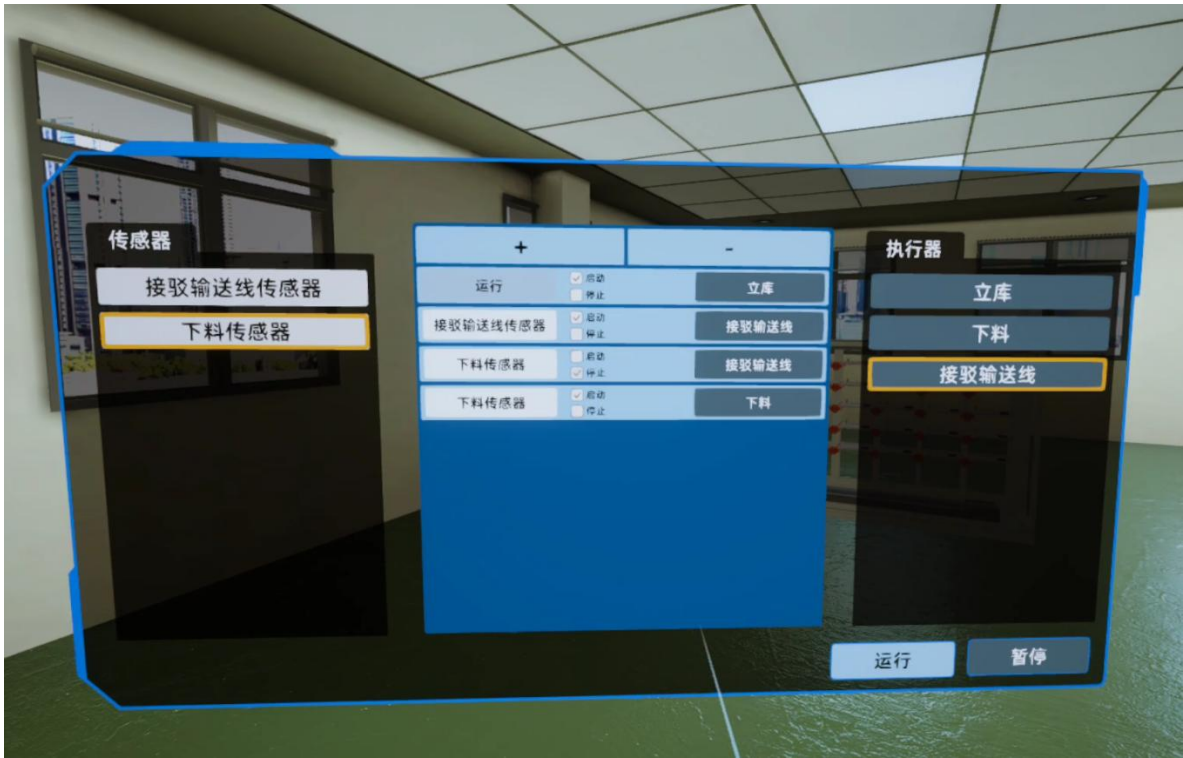 传感器
接驳输送线传感器
下料传感器
+ -
运行 启动 停止 立库
接驳输送线传感器 启动 停止 接驳输送线
下料传感器 启动 停止 接驳输送线
下料传感器 启动 停止 下料
执行器
立库
下料
接驳输送线
运行 暂停